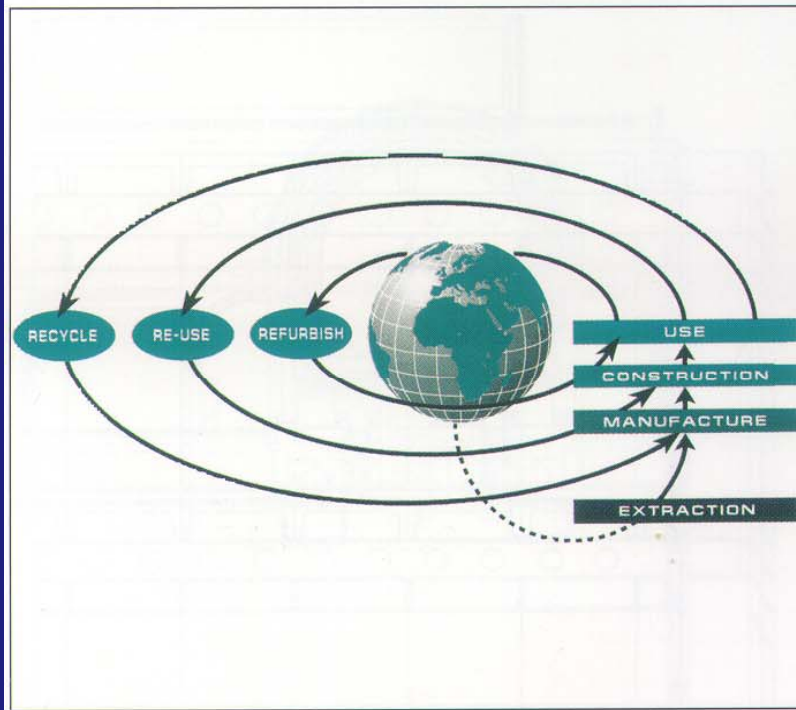 RECYCLE
RE-USE
REFURBISH
USE
CONSTRUCTION
MANUFACTURE
EXTRACTION